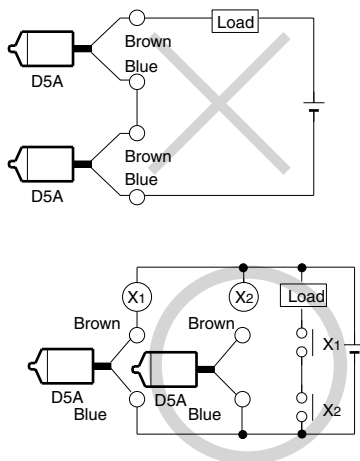 Load
Brown
Blue
D5A
Brown
Blue
D5A
X1
X2
Load
Brown
Brown
X1
D5A
D5A
Blue
Blue
X2